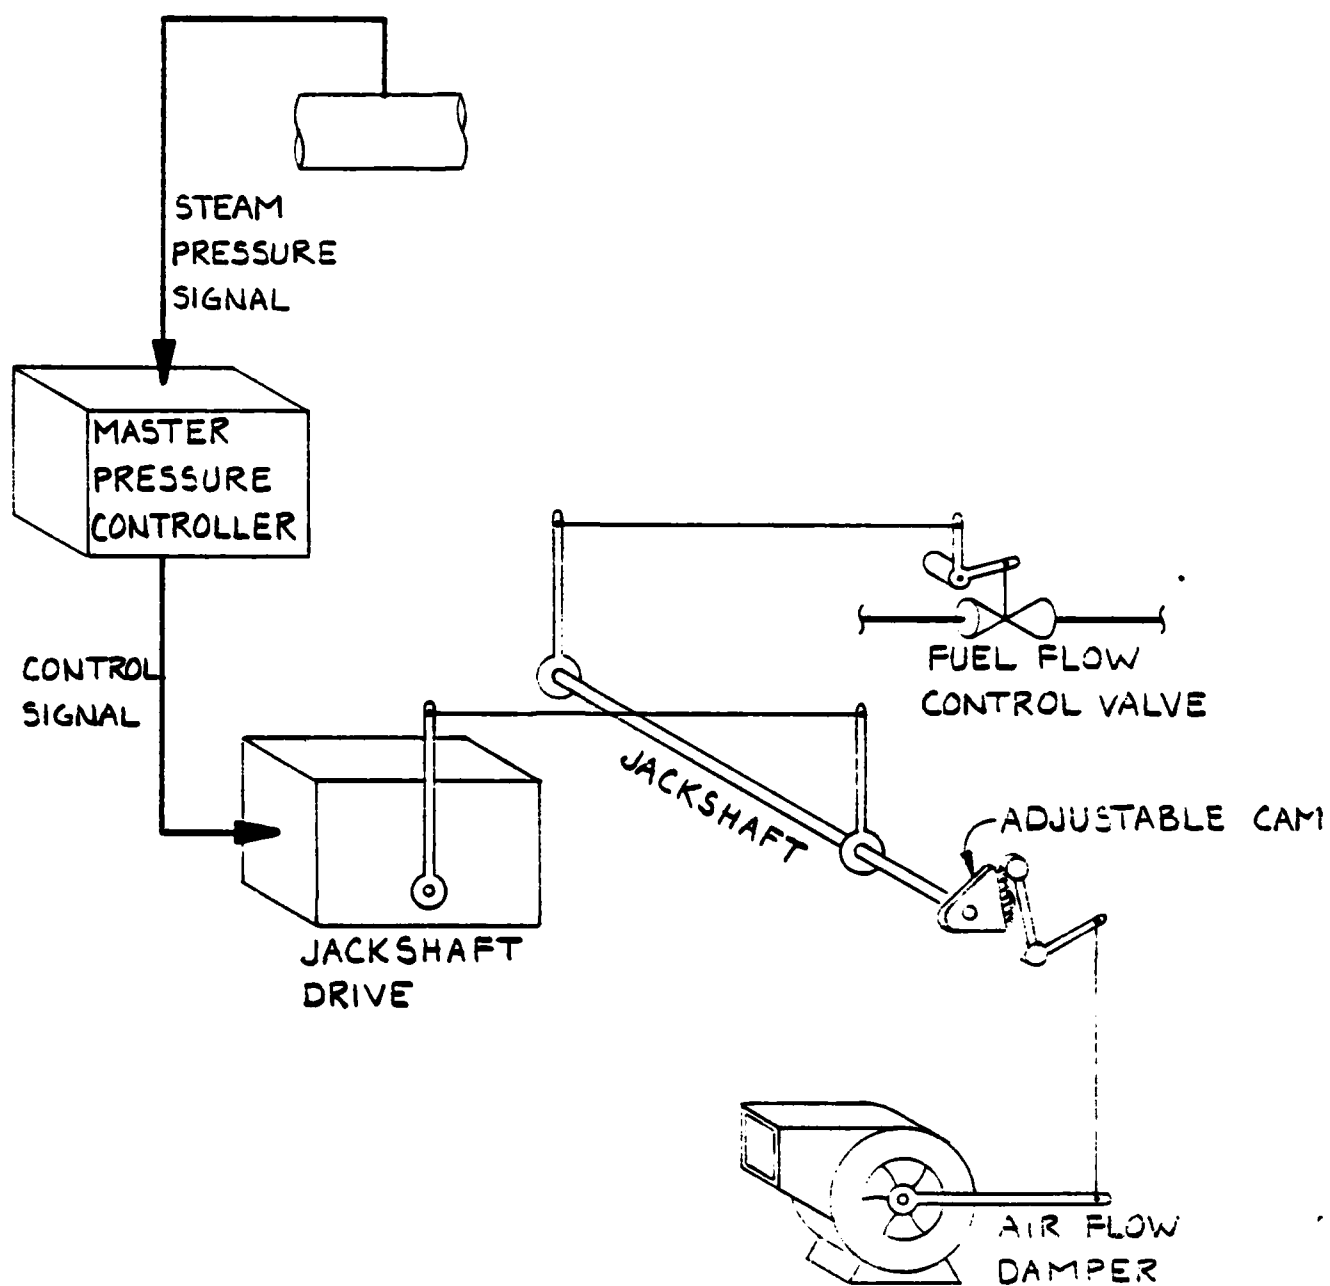 STEAM
PRESSURE
SIGNAL
MASTER
PRESSURE
CONTROLLER
CONTROL
SIGNAL
FUEL FLOW
CONTROL VALVE
JACKSHAFT
ADJUSTABLE CAM
JACKSHAFT
DRIVE
AIR FLOW
DAMPER